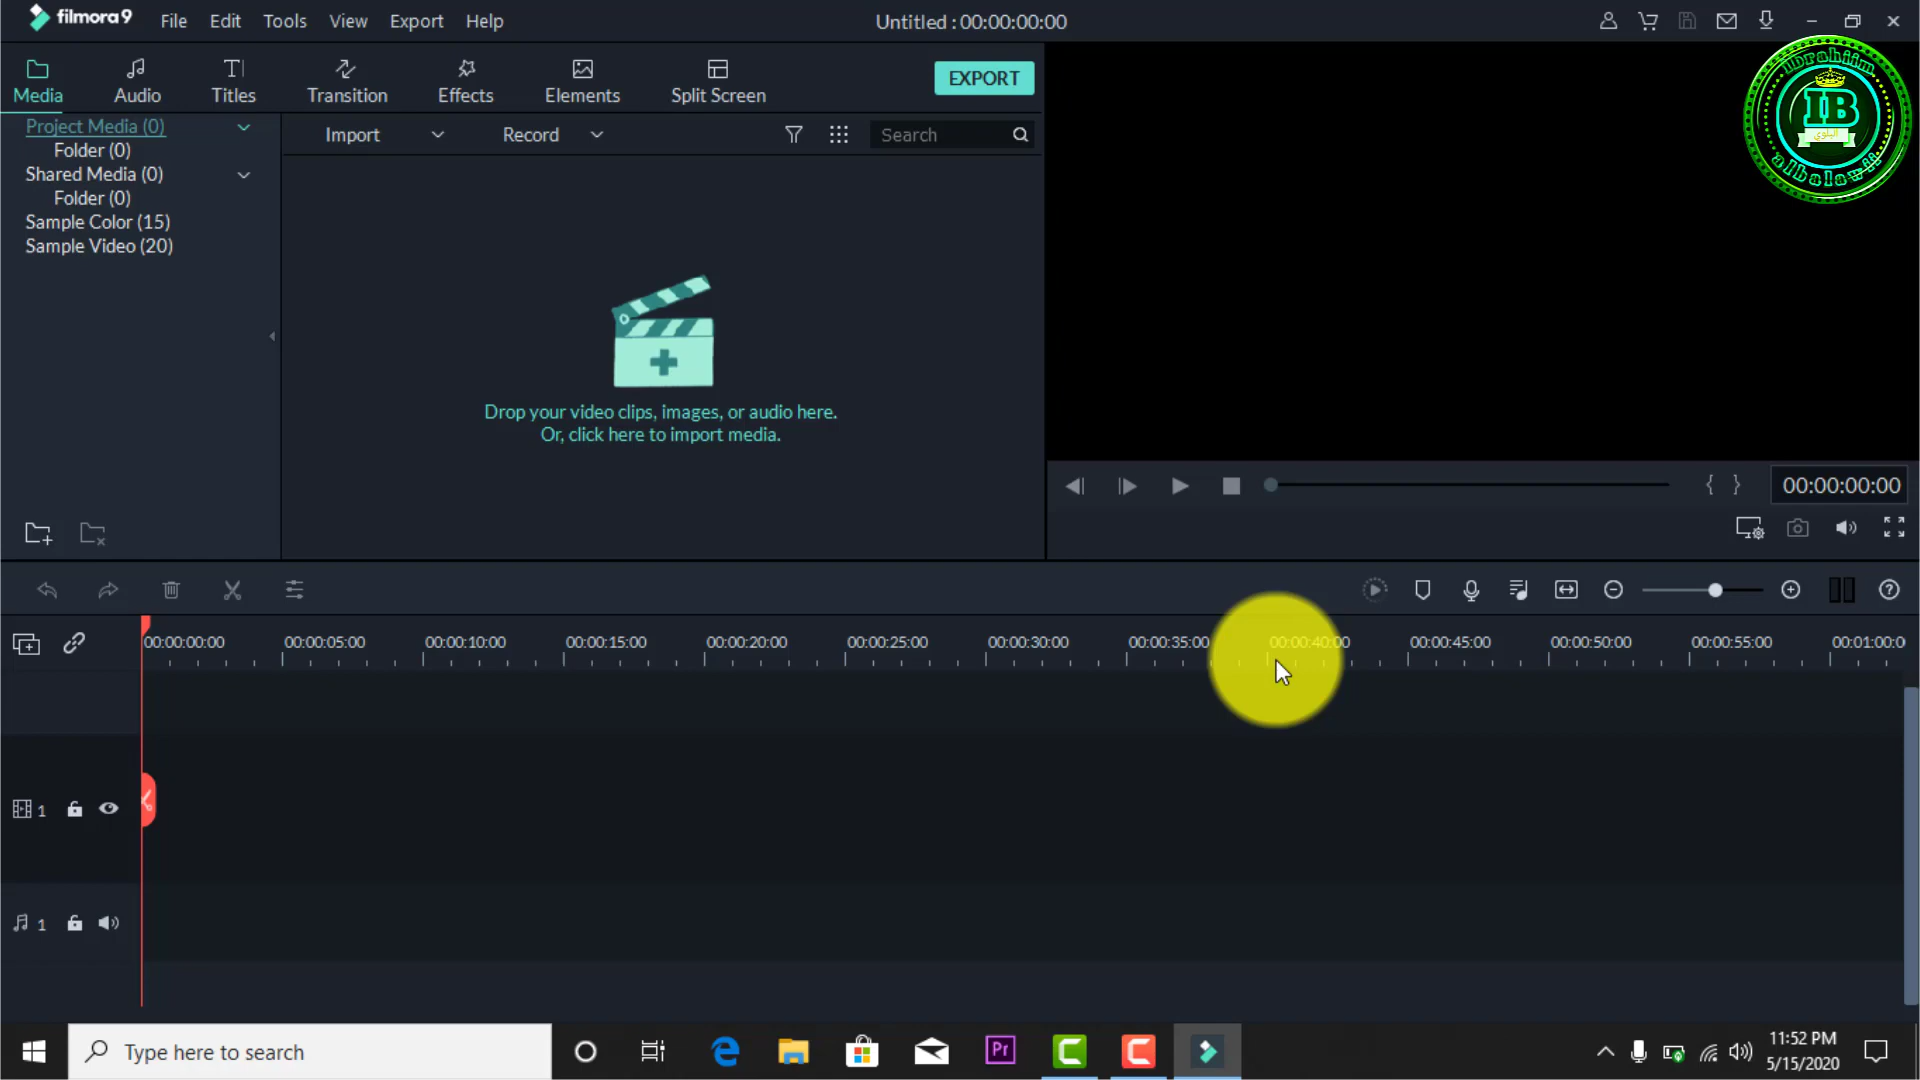 filmora9 File Edit Tools View Export Help
Untitled : 00:00:00:00
Media Audio Titles Transition Effects Elements Split Screen
EXPORT
Project Media (0)
Folder (0)
Shared Media (0)
Folder (0)
Sample Color (15)
Sample Video (20)
Import Record Search
Drop your video clips, images, or audio here.
Or, click here to import media.
ibrahiim
IB
البلوي
albalawii
{ } 00:00:00:00
00:00:00:00 00:00:05:00 00:00:10:00 00:00:15:00 00:00:20:00 00:00:25:00 00:00:30:00 00:00:35:00 00:00:40:00 00:00:45:00 00:00:50:00 00:00:55:00 00:01:00:0
1
1
Type here to search
Pr
11:52 PM
5/15/2020